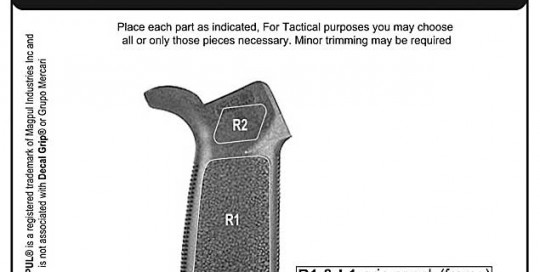 Place each part as indicated, For Tactical purposes you may choose
all or only those pieces necessary. Minor trimming may be required
PUL® is a registered trademark of Magpul Industries Inc and
is not associated with Decal Grip® or Grupo Mercari
R2
R1
R1 & L1